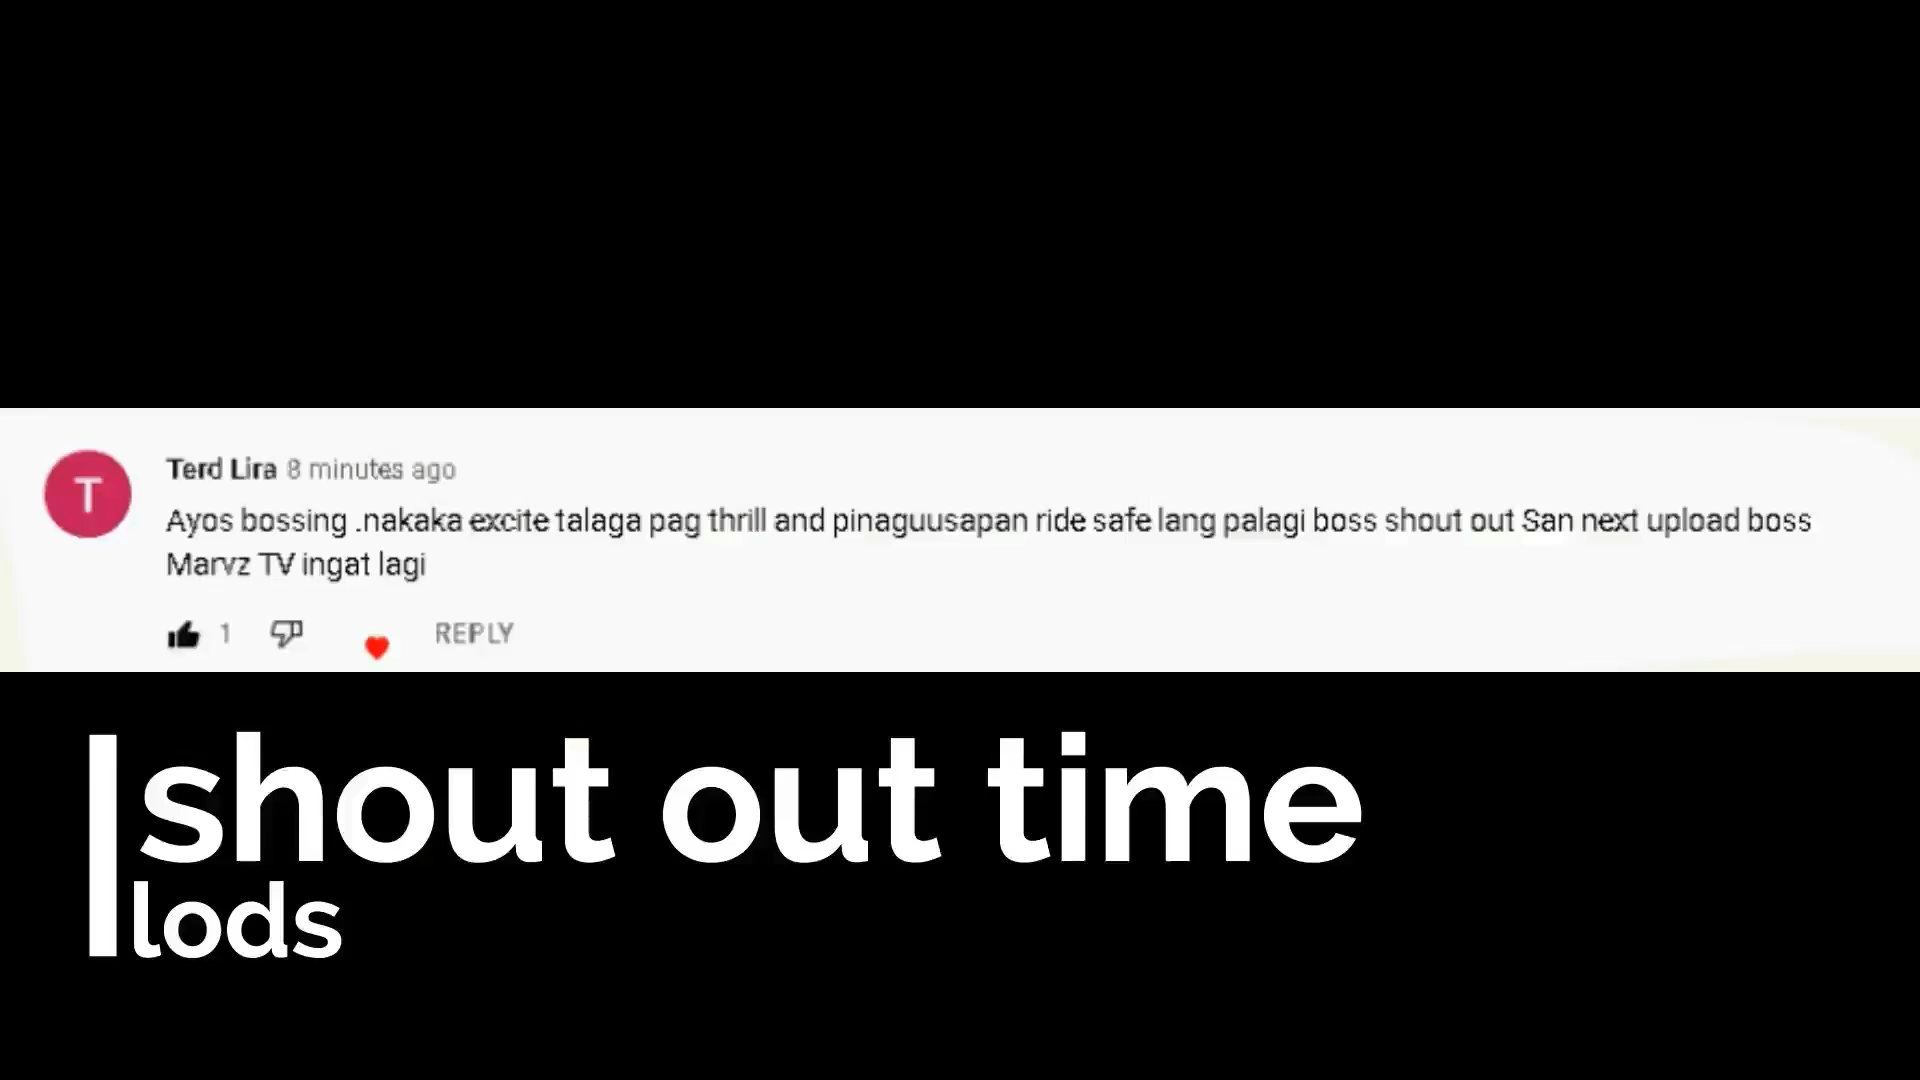 T
Terd Lira 8 minutes ago
Ayos bossing .nakaka excite talaga pag thrill and pinaguusapan ride safe lang palagi boss shout out San next upload boss
Marvz TV ingat lagi
1 REPLY
shout out time
lods